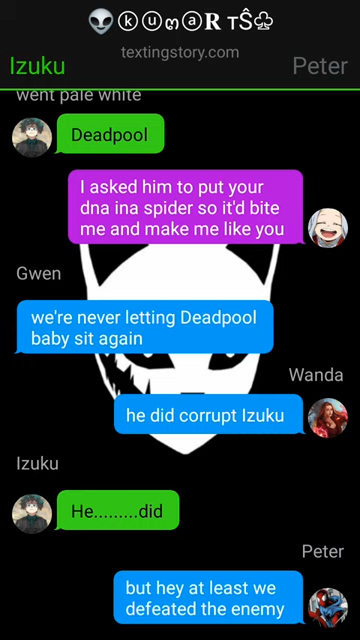 👽ⓚⓤൕⓐ𝐑 тŜ♧
textingstory.com
Izuku
Peter
went pale white
Deadpool
I asked him to put your
dna ina spider so it'd bite
me and make me like you
Gwen
we're never letting Deadpool
baby sit again
Wanda
he did corrupt Izuku
Izuku
He.........did
Peter
but hey at least we
defeated the enemy